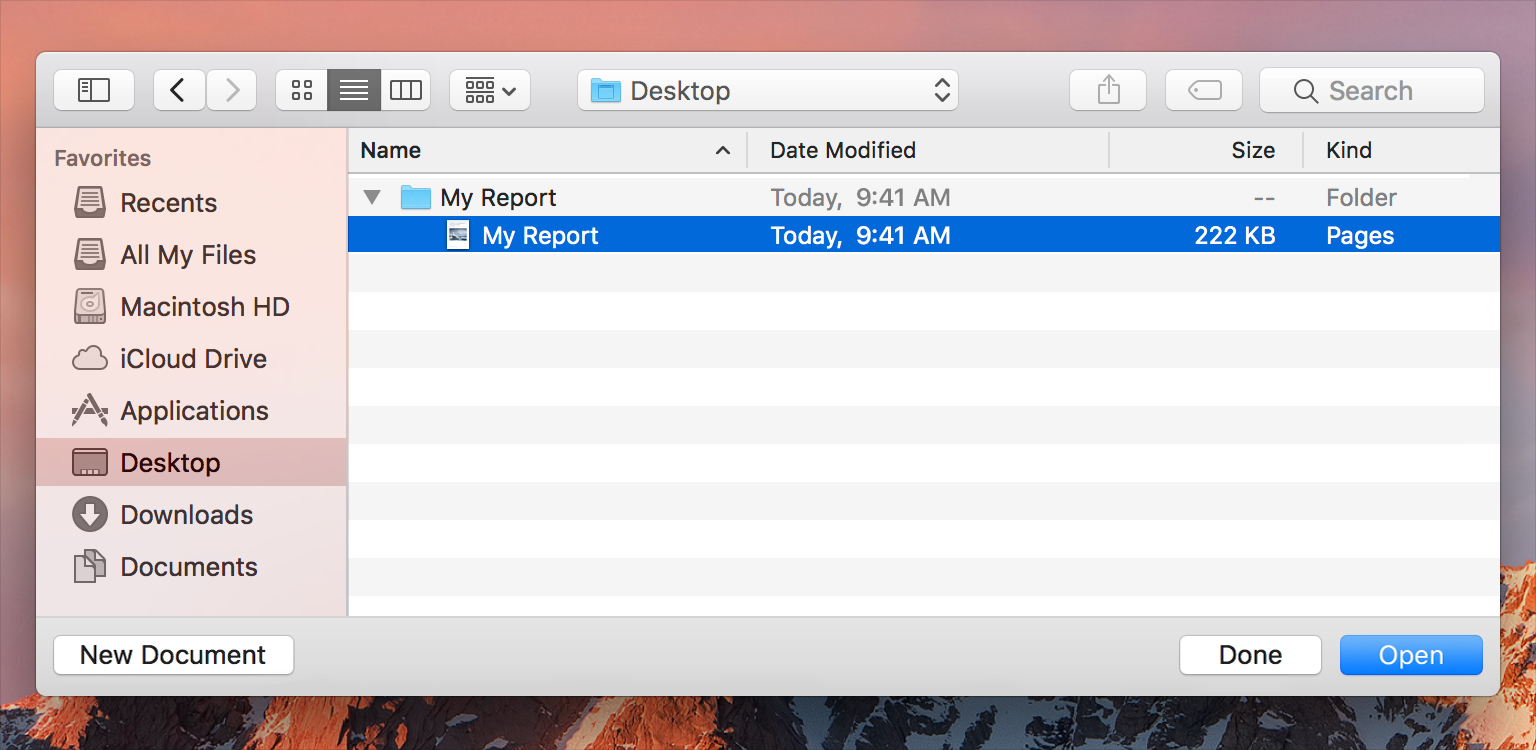 Desktop
Search
Favorites
Recents
All My Files
Macintosh HD
iCloud Drive
Applications
Desktop
Downloads
Documents
Name Date Modified Size Kind
My Report Today, 9:41 AM -- Folder
My Report Today, 9:41 AM 222 KB Pages
New Document Done Open